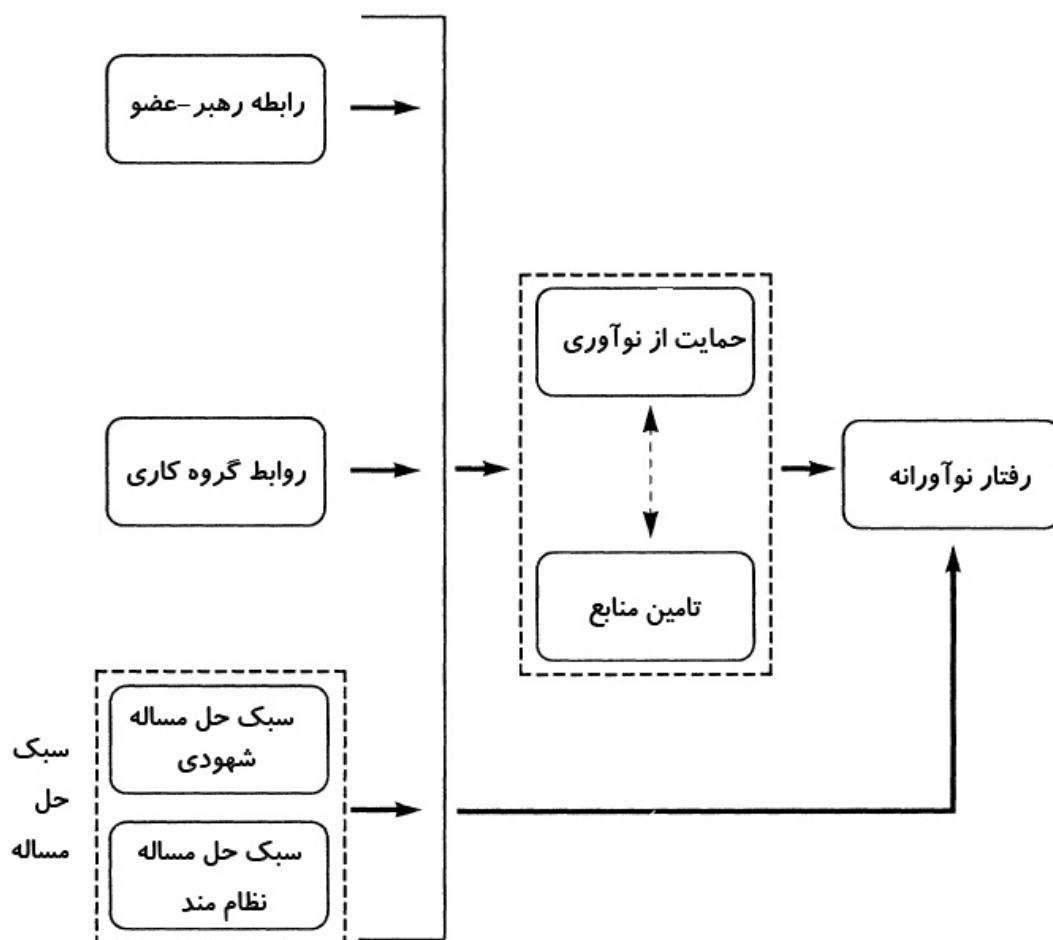 رابطه رهبر–عضو
حمایت از نوآوری
روابط گروه کاری
رفتار نوآورانه
تامین منابع
سبک حل مساله
شهودی
سبک
حل
مساله
سبک حل مساله
نظام مند